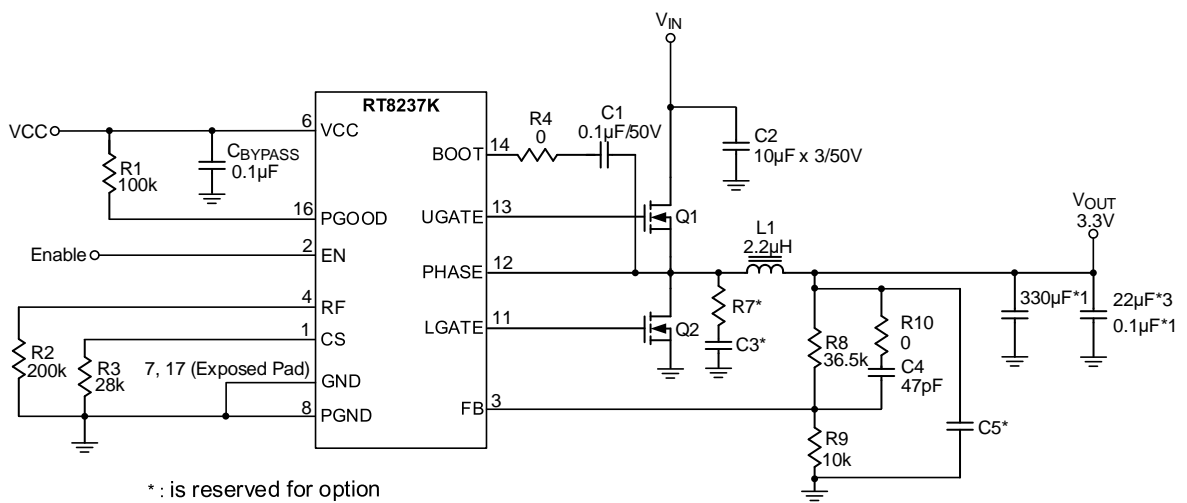 VIN
RT8237K
VCC
6
VCC
R1
100k
CBYPASS
0.1µF
BOOT
14
R4
0
C1
0.1µF/50V
C2
10µF x 3/50V
16
PGOOD
UGATE
13
Q1
Enable
2
EN
PHASE
12
L1
2.2µH
VOUT
3.3V
4
RF
1
CS
LGATE
11
Q2
R7*
C3*
R8
36.5k
R10
0
C4
47pF
330µF*1
22µF*3
0.1µF*1
R2
200k
R3
28k
7, 17 (Exposed Pad)
GND
8
PGND
FB
3
R9
10k
C5*
* : is reserved for option